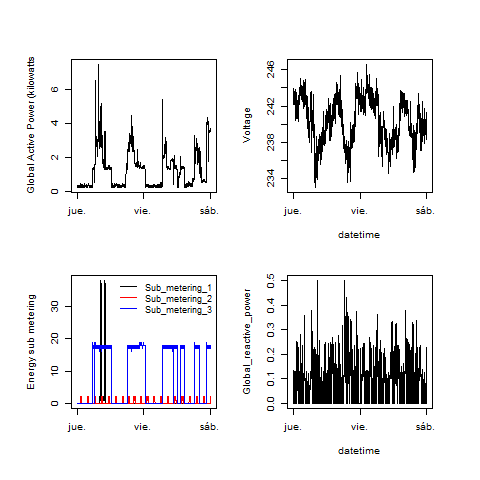 Global Active Power (kilowatts
0 2 4 6
jue. vie. sáb.
Voltage
234 238 242 246
jue. vie. sáb.
datetime
Energy sub metering
0 10 20 30
Sub_metering_1
Sub_metering_2
Sub_metering_3
jue. vie. sáb.
Global_reactive_power
0.0 0.1 0.2 0.3 0.4 0.5
jue. vie. sáb.
datetime